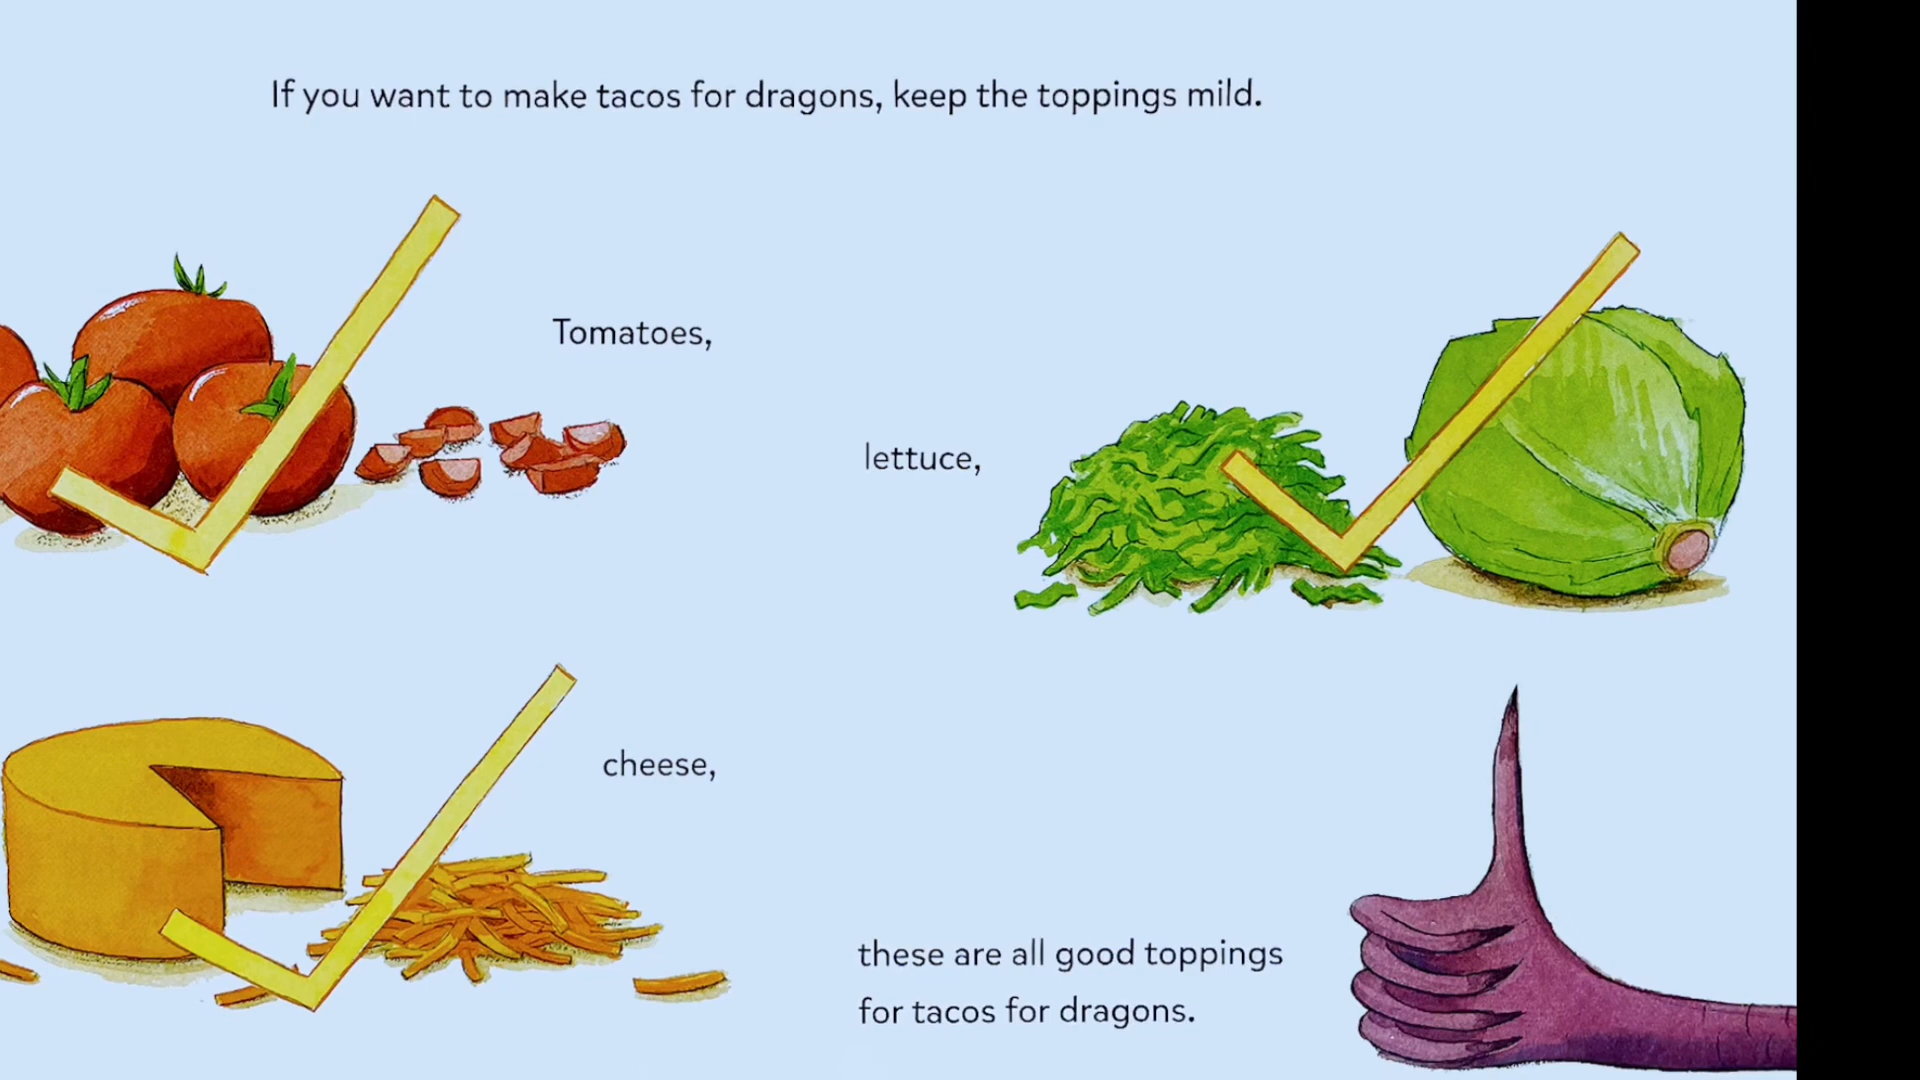 If you want to make tacos for dragons, keep the toppings mild.
Tomatoes,
lettuce,
cheese,
these are all good toppings
for tacos for dragons.